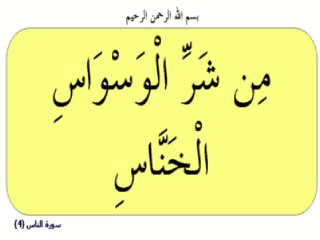 بسم الله الرحمن الرحيم
مِن شَرِّ الْوَسْوَاسِ
الْخَنَّاسِ
سورة الناس (4)